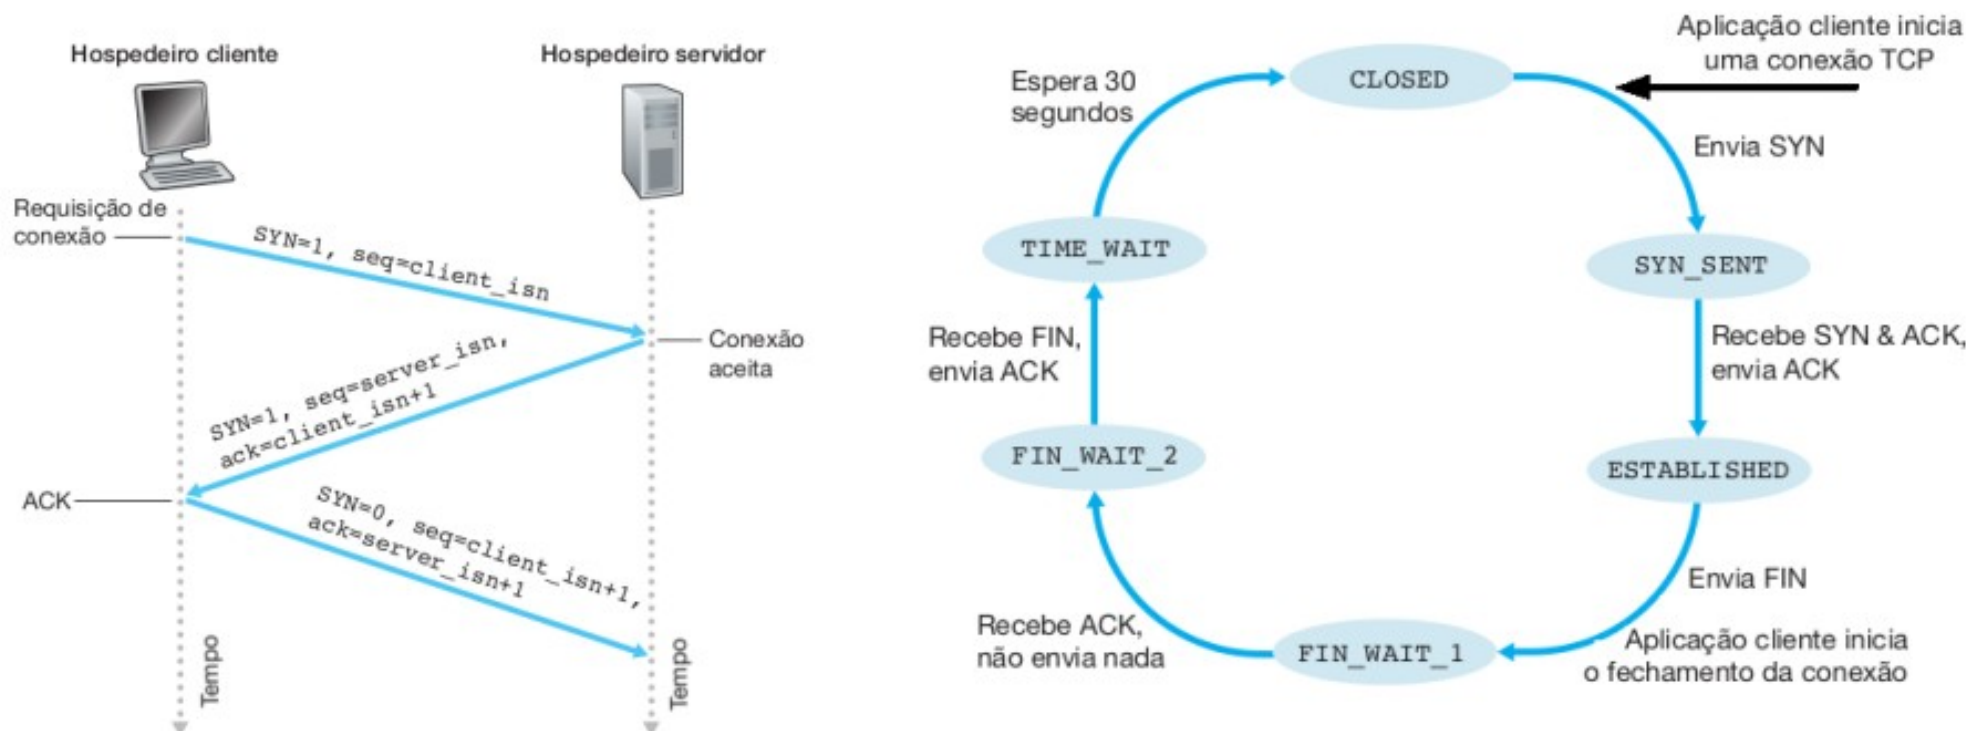 Hospedeiro cliente
Hospedeiro servidor
Requisição de
conexão
SYN=1, seq=client_isn
Conexão
aceita
SYN=1, seq=server_isn,
ack=client_isn+1
ACK
SYN=0, seq=client_isn+1,
ack=server_isn+1
Tempo
Tempo
Aplicação cliente inicia
uma conexão TCP
CLOSED
Espera 30
segundos
Envia SYN
TIME_WAIT
SYN_SENT
Recebe FIN,
envia ACK
Recebe SYN & ACK,
envia ACK
FIN_WAIT_2
ESTABLISHED
Envia FIN
Recebe ACK,
não envia nada
FIN_WAIT_1
Aplicação cliente inicia
o fechamento da conexão